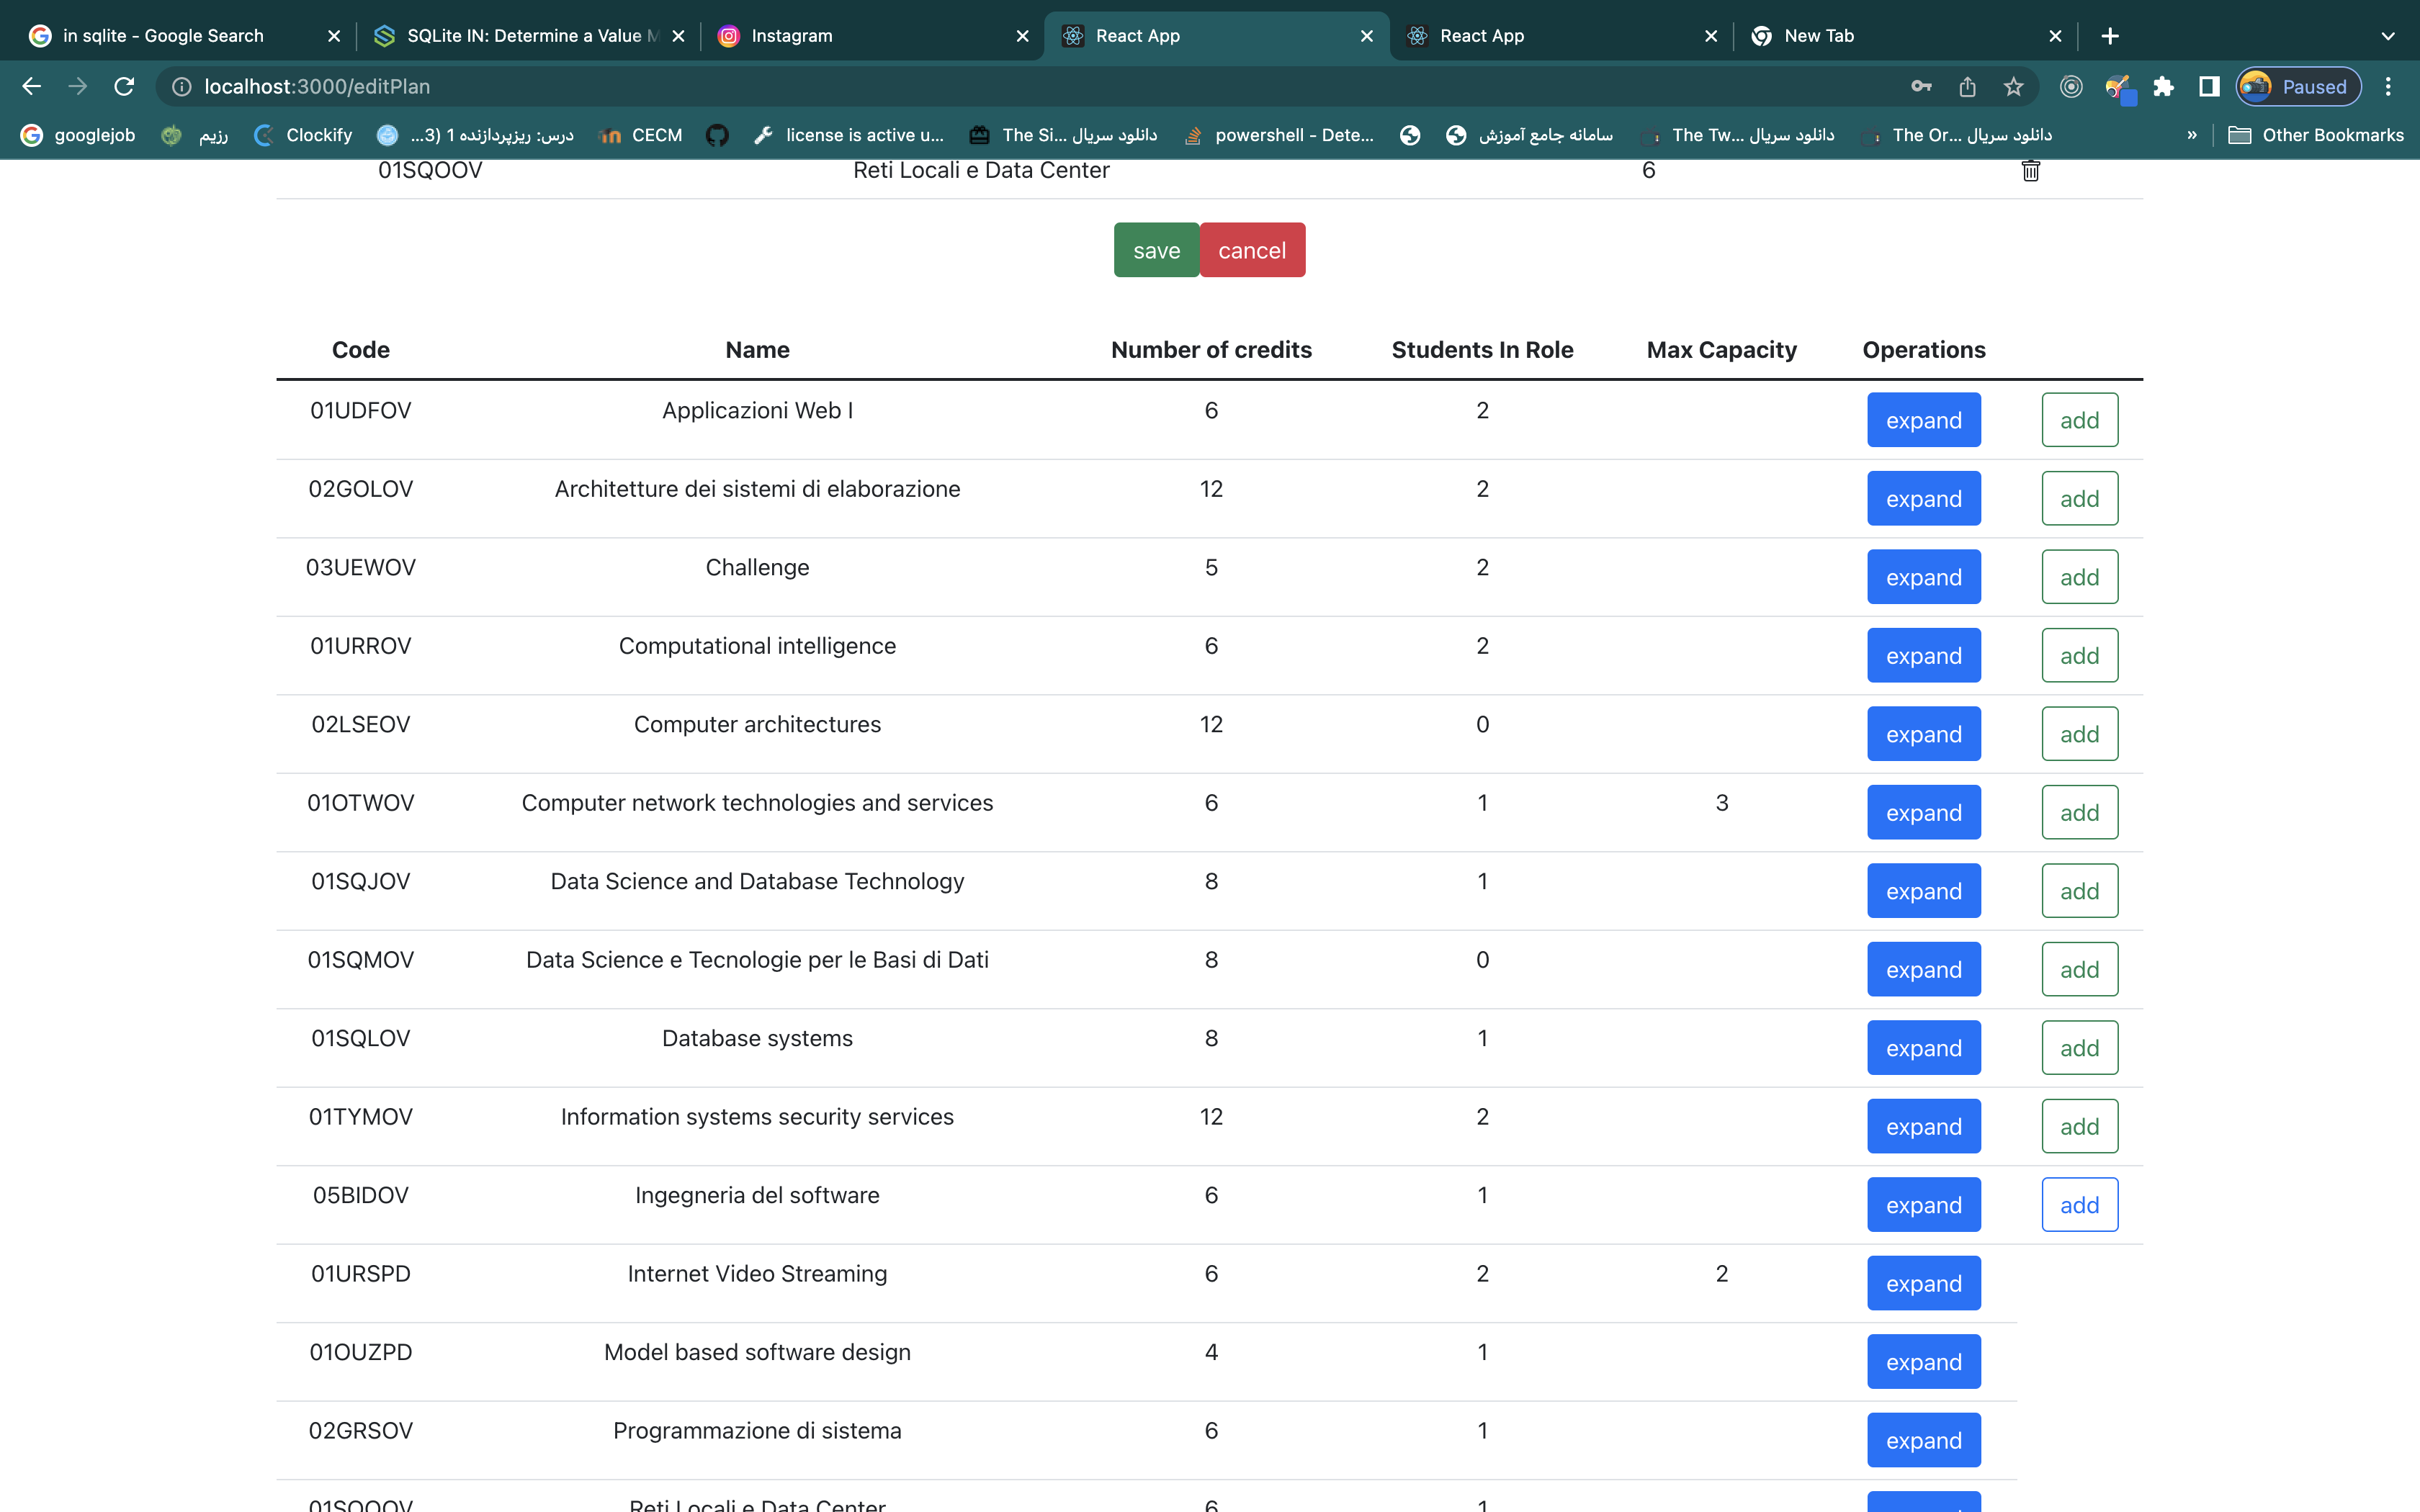 in sqlite - Google Search
SQLite IN: Determine a Value M
Instagram
React App
React App
New Tab
localhost:3000/editPlan
Paused
googlejob
رزیم
Clockify
درس: ریزپردازنده 1 (3...
CECM
license is active u...
دانلود سریال ...The Si
powershell - Dete...
سامانه جامع آموزش
دانلود سریال ...The Tw
دانلود سریال ...The Or
»
Other Bookmarks
01SQOOV Reti Locali e Data Center 6
save cancel
Code Name Number of credits Students In Role Max Capacity Operations
01UDFOV Applicazioni Web I 6 2 expand add
02GOLOV Architetture dei sistemi di elaborazione 12 2 expand add
03UEWOV Challenge 5 2 expand add
01URROV Computational intelligence 6 2 expand add
02LSEOV Computer architectures 12 0 expand add
01OTWOV Computer network technologies and services 6 1 3 expand add
01SQJOV Data Science and Database Technology 8 1 expand add
01SQMOV Data Science e Tecnologie per le Basi di Dati 8 0 expand add
01SQLOV Database systems 8 1 expand add
01TYMOV Information systems security services 12 2 expand add
05BIDOV Ingegneria del software 6 1 expand add
01URSPD Internet Video Streaming 6 2 2 expand
01OUZPD Model based software design 4 1 expand
02GRSOV Programmazione di sistema 6 1 expand
01SQOOV Reti Locali e Data Center 6 1